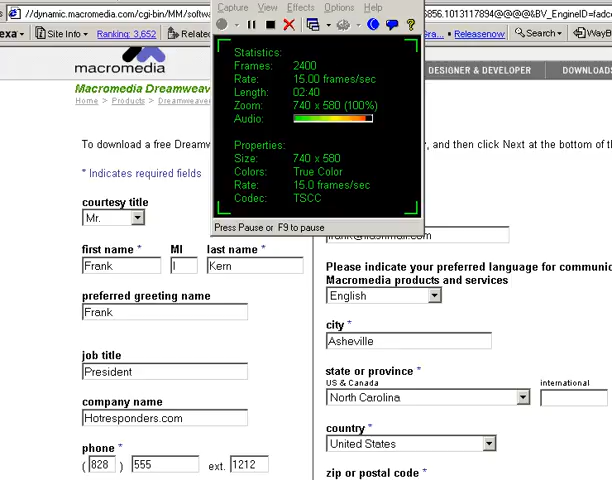 Capture View Effects Options Help
//dynamic.macromedia.com/cgi-bin/MM/softw
856.1013117894@@@@&BV_EngineID=fado
exa Site Info Ranking: 3,652 Related
Gra... Releasenow Search WayB
macromedia
DESIGNER & DEVELOPER DOWNLOADS
Macromedia Dreamweaver
Home > Products > Dreamweaver
Statistics:
Frames: 2400
Rate: 15.00 frames/sec
Length: 02:40
Zoom: 740 x 580 (100%)
Audio:
Properties:
Size: 740 x 580
Colors: True Color
Rate: 15.0 frames/sec
Codec: TSCC
Press Pause or F9 to pause
To download a free Dreamw
, and then click Next at the bottom of th
* Indicates required fields
courtesy title
Mr.
first name * MI last name *
Frank I Kern
preferred greeting name
Frank
job title
President
company name
Hotresponders.com
phone *
( 828 ) 555 ext. 1212
Please indicate your preferred language for communic
Macromedia products and services
English
city *
Asheville
state or province *
US & Canada international
North Carolina
country *
United States
zip or postal code *